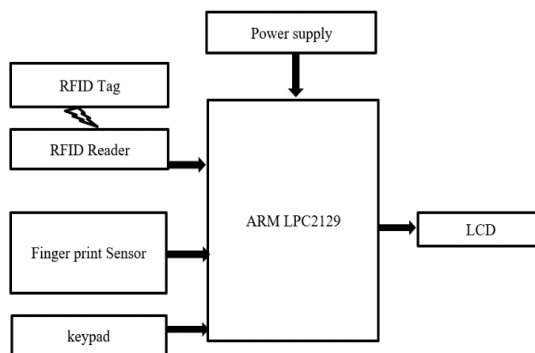 Power supply
RFID Tag
RFID Reader
ARM LPC2129
LCD
Finger print Sensor
keypad